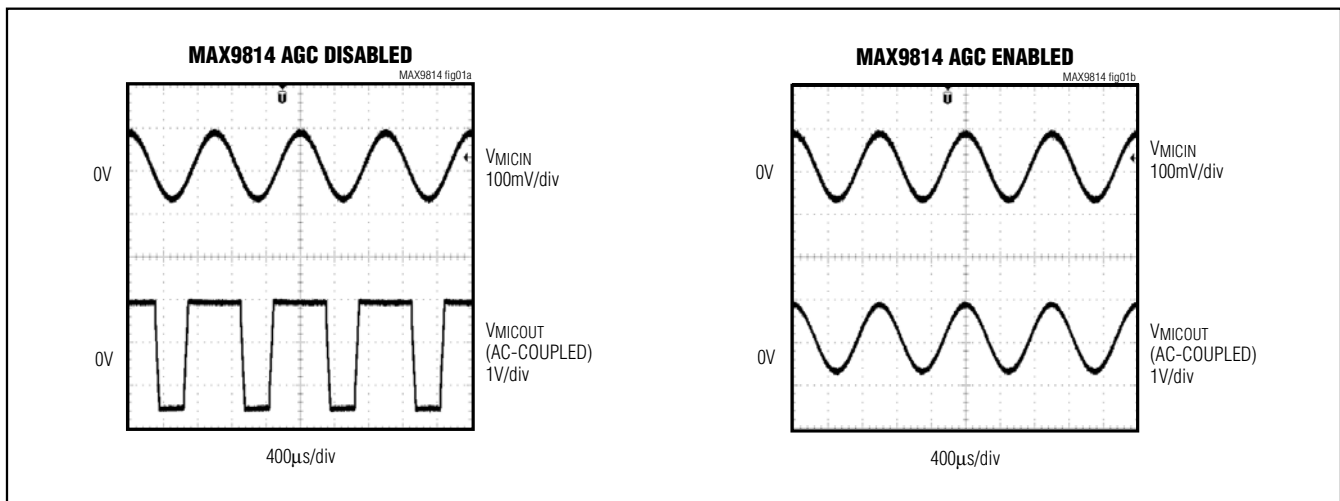 MAX9814 AGC DISABLED
MAX9814 fig01a
0V
VMICIN
100mV/div
0V
VMICOUT
(AC-COUPLED)
1V/div
400μs/div
MAX9814 AGC ENABLED
MAX9814 fig01b
0V
VMICIN
100mV/div
0V
VMICOUT
(AC-COUPLED)
1V/div
400μs/div